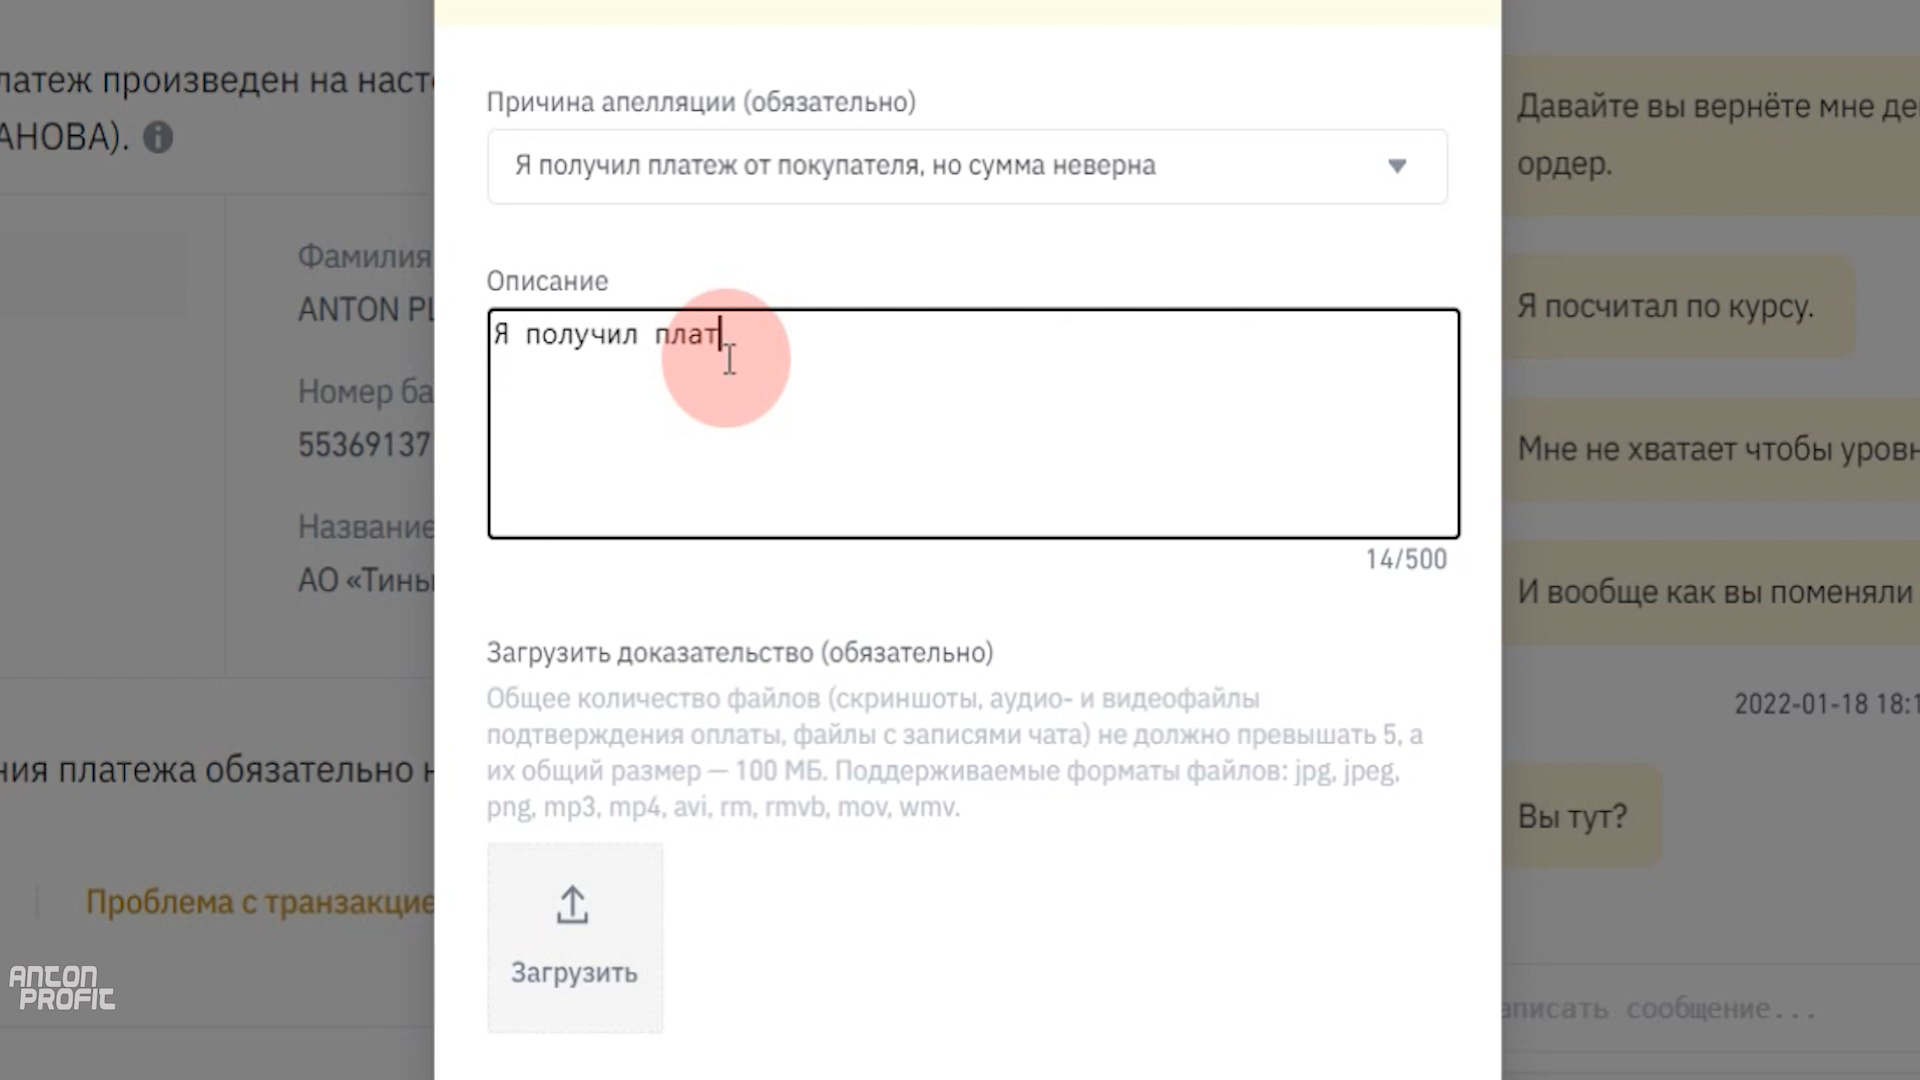 латеж произведен на наст
АНОВА).
Фамилия
ANTON PL
Номер ба
55369137
Название
АО «Тинь
ния платежа обязательно н
Проблема с транзакцие
ANTON
PROFIT
Причина апелляции (обязательно)
Я получил платеж от покупателя, но сумма неверна
Описание
Я получил плат
14/500
Загрузить доказательство (обязательно)
Общее количество файлов (скриншоты, аудио- и видеофайлы
подтверждения оплаты, файлы с записями чата) не должно превышать 5, а
их общий размер — 100 МБ. Поддерживаемые форматы файлов: jpg, jpeg,
png, mp3, mp4, avi, rm, rmvb, mov, wmv.
Загрузить
Давайте вы вернёте мне де
ордер.
Я посчитал по курсу.
Мне не хватает чтобы уровн
И вообще как вы поменяли
2022-01-18 18:1
Вы тут?
аписать сообщение...